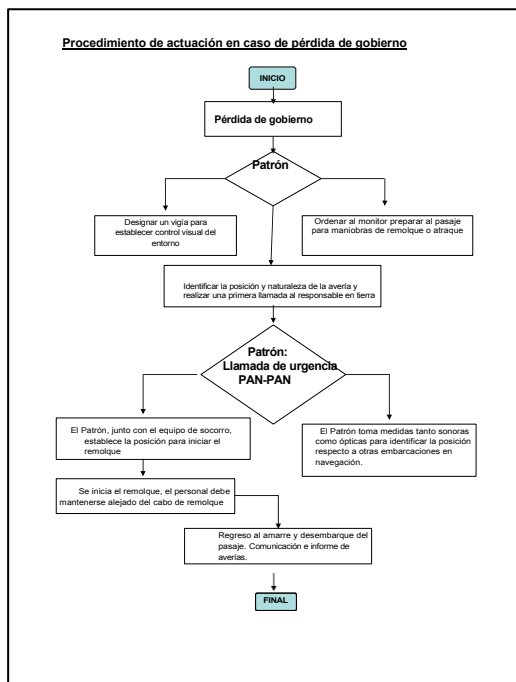 Procedimiento de actuación en caso de pérdida de gobierno
INICIO
Pérdida de gobierno
Patrón
Designar un vigía para
establecer control visual del
entorno
Ordenar al monitor preparar al pasaje
para maniobras de remolque o atraque
Identificar la posición y naturaleza de la avería y
realizar una primera llamada al responsable en tierra
Patrón:
Llamada de urgencia
PAN-PAN
El Patrón, junto con el equipo de socorro,
establece la posición para iniciar el
remolque
El Patrón toma medidas tanto sonoras
como ópticas para identificar la posición
respecto a otras embarcaciones en
navegación.
Se inicia el remolque, el personal debe
mantenerse alejado del cabo de remolque
Regreso al amarre y desembarque del
pasaje. Comunicación e informe de
averías.
FINAL